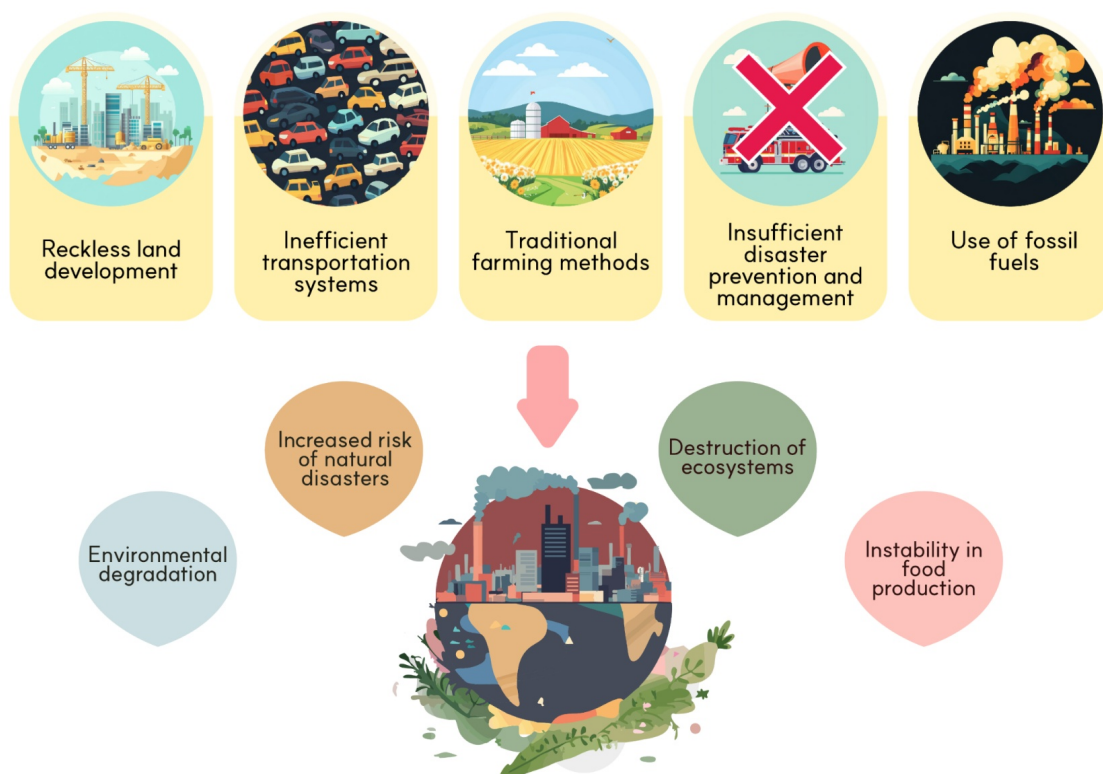 Reckless land
development
Inefficient
transportation
systems
Traditional
farming methods
Insufficient
disaster
prevention and
management
Use of fossil
fuels
Increased risk
of natural
disasters
Destruction of
ecosystems
Environmental
degradation
Instability in
food
production